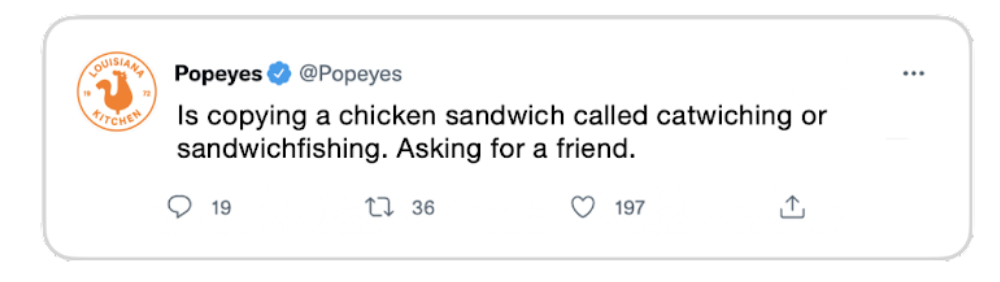 LOUISIANA
19 72
KITCHEN
Popeyes @Popeyes
Is copying a chicken sandwich called catwiching or
sandwichfishing. Asking for a friend.
19 36 197